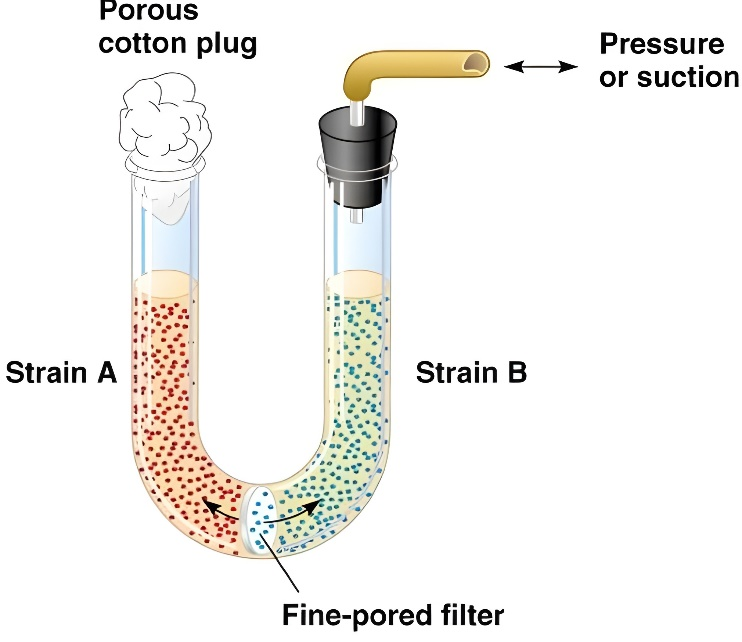 Porous
cotton plug
Pressure
or suction
Strain A
Strain B
Fine-pored filter